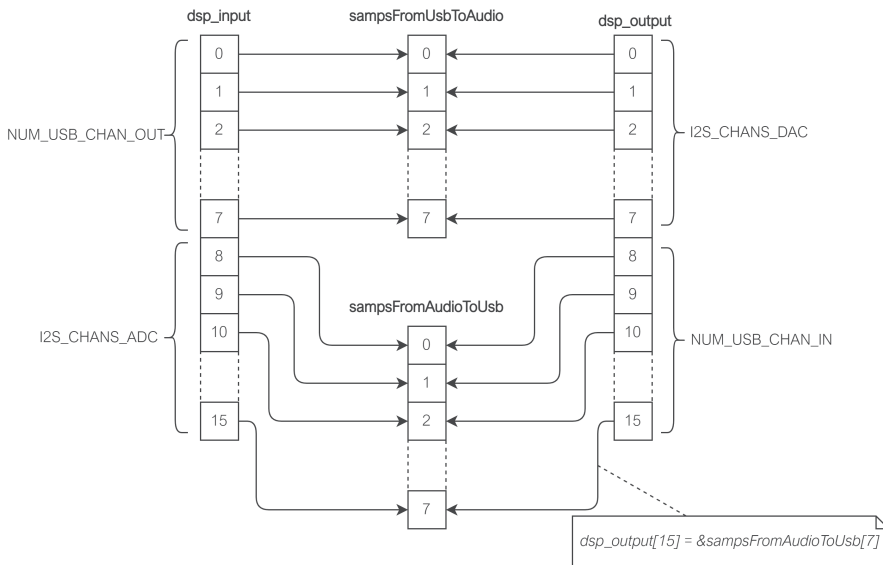 dsp_input
sampsFromUsbToAudio
dsp_output
0
0
0
1
1
1
2
2
2
NUM_USB_CHAN_OUT
I2S_CHANS_DAC
7
7
7
8
8
9
9
sampsFromAudioToUsb
10
10
I2S_CHANS_ADC
NUM_USB_CHAN_IN
0
1
15
2
15
7
dsp_output[15] = &sampsFromAudioToUsb[7]